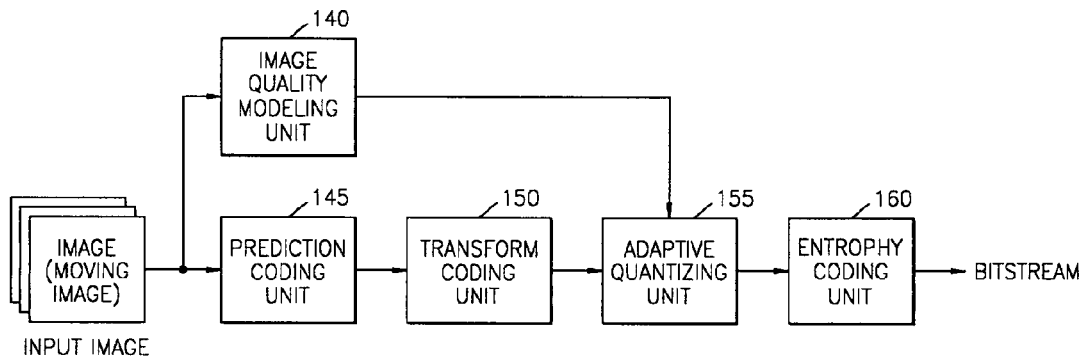 140
IMAGE
QUALITY
MODELING
UNIT
145
150
155
160
IMAGE
(MOVING
IMAGE)
PREDICTION
CODING
UNIT
TRANSFORM
CODING
UNIT
ADAPTIVE
QUANTIZING
UNIT
ENTROPHY
CODING
UNIT
BITSTREAM
INPUT IMAGE